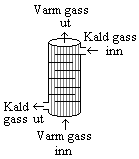 Varm gass
ut
Kald gass
inn
Kald
gass ut
Varm gass
inn